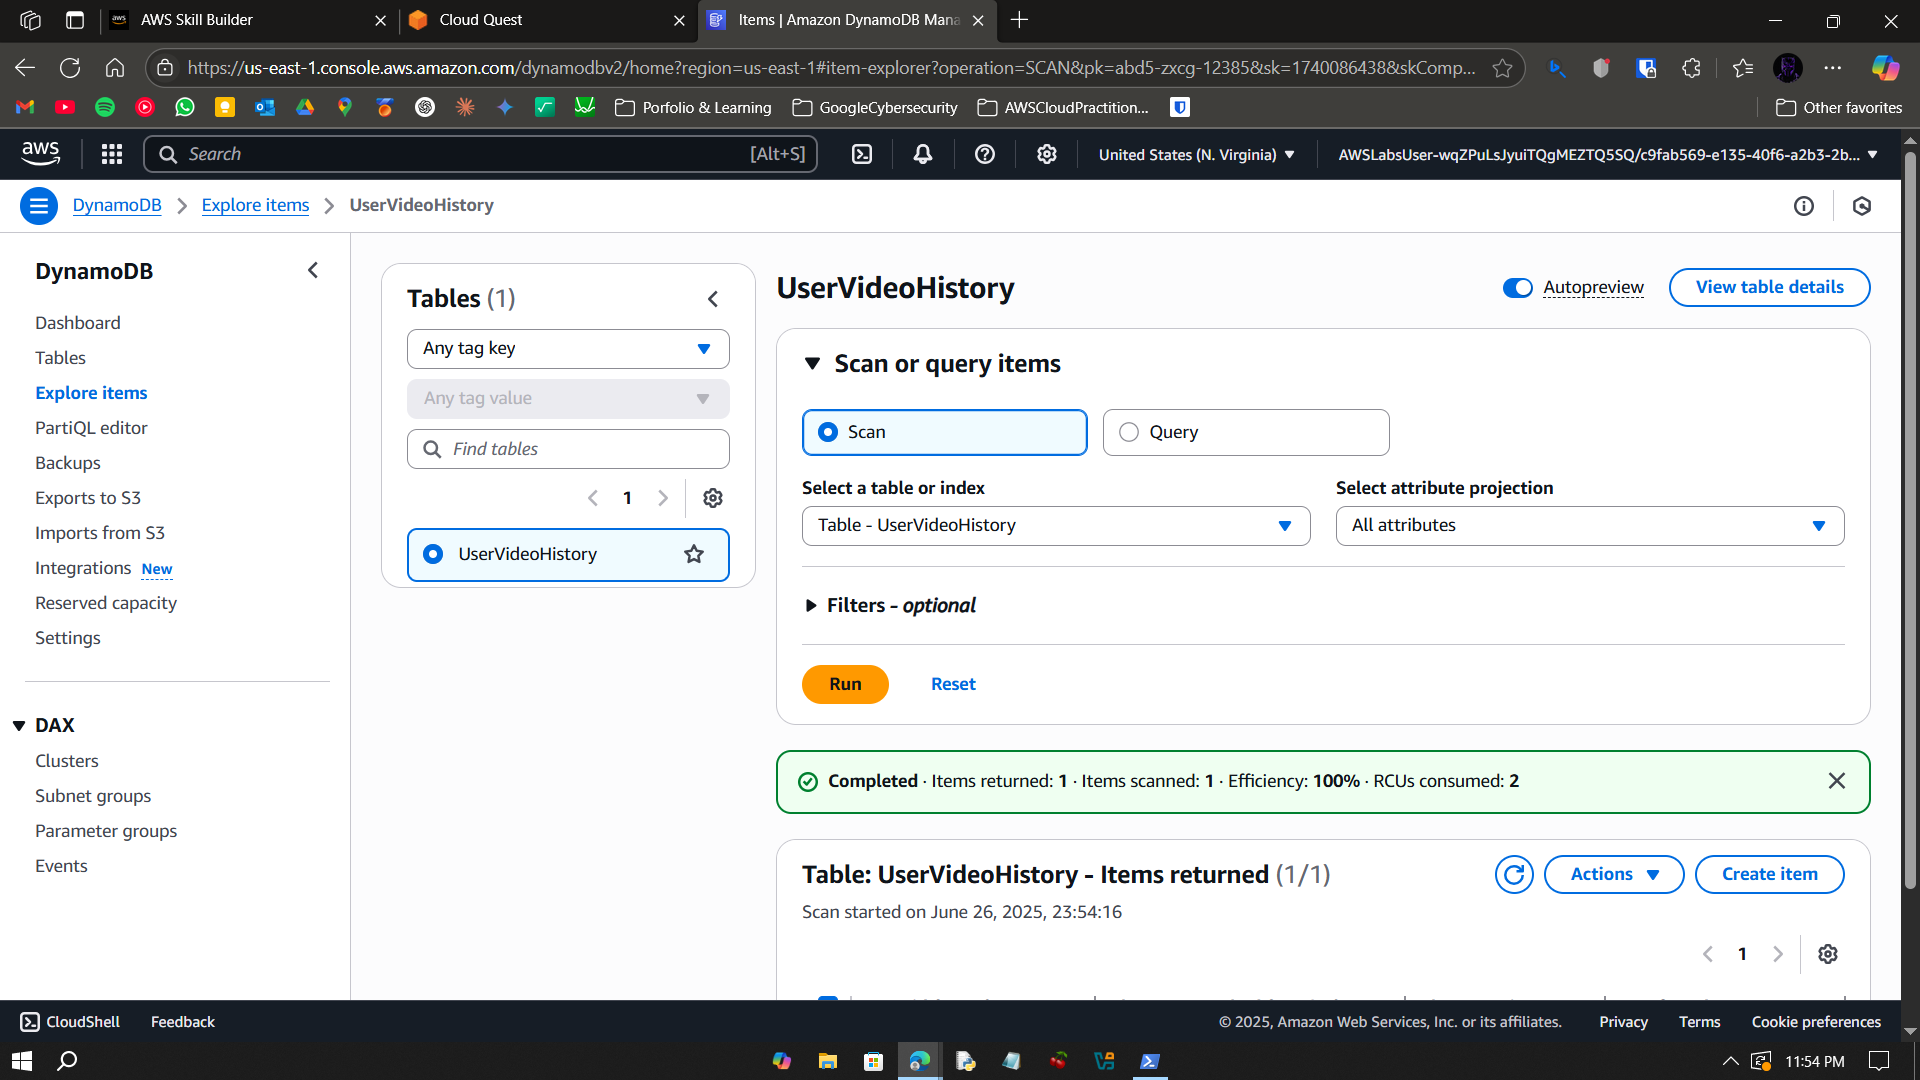 AWS Skill Builder
Cloud Quest
Items | Amazon DynamoDB Mana
https://us-east-1.console.aws.amazon.com/dynamodbv2/home?region=us-east-1#item-explorer?operation=SCAN&pk=abd5-zxcg-12385&sk=1740086438&skComp...
Porfolio & Learning
GoogleCybersecurity
AWSCloudPractition...
Other favorites
aws
Search
[Alt+S]
United States (N. Virginia)
AWSLabsUser-wqZPuLsJyuiTQgMEZTQ5SQ/c9fab569-e135-40f6-a2b3-2b...
DynamoDB
Explore items
UserVideoHistory
DynamoDB
Dashboard
Tables
Explore items
PartiQL editor
Backups
Exports to S3
Imports from S3
Integrations New
Reserved capacity
Settings
DAX
Clusters
Subnet groups
Parameter groups
Events
Tables (1)
Any tag key
Any tag value
Find tables
1
UserVideoHistory
UserVideoHistory
Autopreview
View table details
Scan or query items
Scan
Query
Select a table or index
Table - UserVideoHistory
Select attribute projection
All attributes
Filters - optional
Run
Reset
Completed · Items returned: 1 · Items scanned: 1 · Efficiency: 100% · RCUs consumed: 2
Table: UserVideoHistory - Items returned (1/1)
Actions
Create item
Scan started on June 26, 2025, 23:54:16
1
CloudShell
Feedback
© 2025, Amazon Web Services, Inc. or its affiliates.
Privacy
Terms
Cookie preferences
11:54 PM